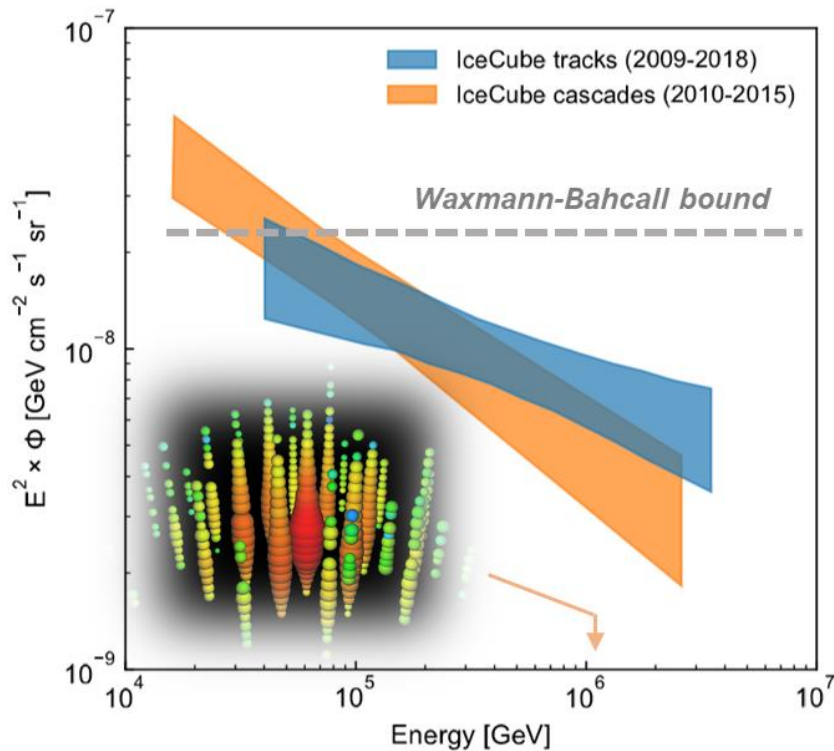 10⁻⁷
IceCube tracks (2009-2018)
IceCube cascades (2010-2015)
Waxmann-Bahcall bound
10⁻⁸
E² × Φ [GeV cm⁻² s⁻¹ sr⁻¹]
10⁻⁹
10⁴ 10⁵ 10⁶ 10⁷
Energy [GeV]